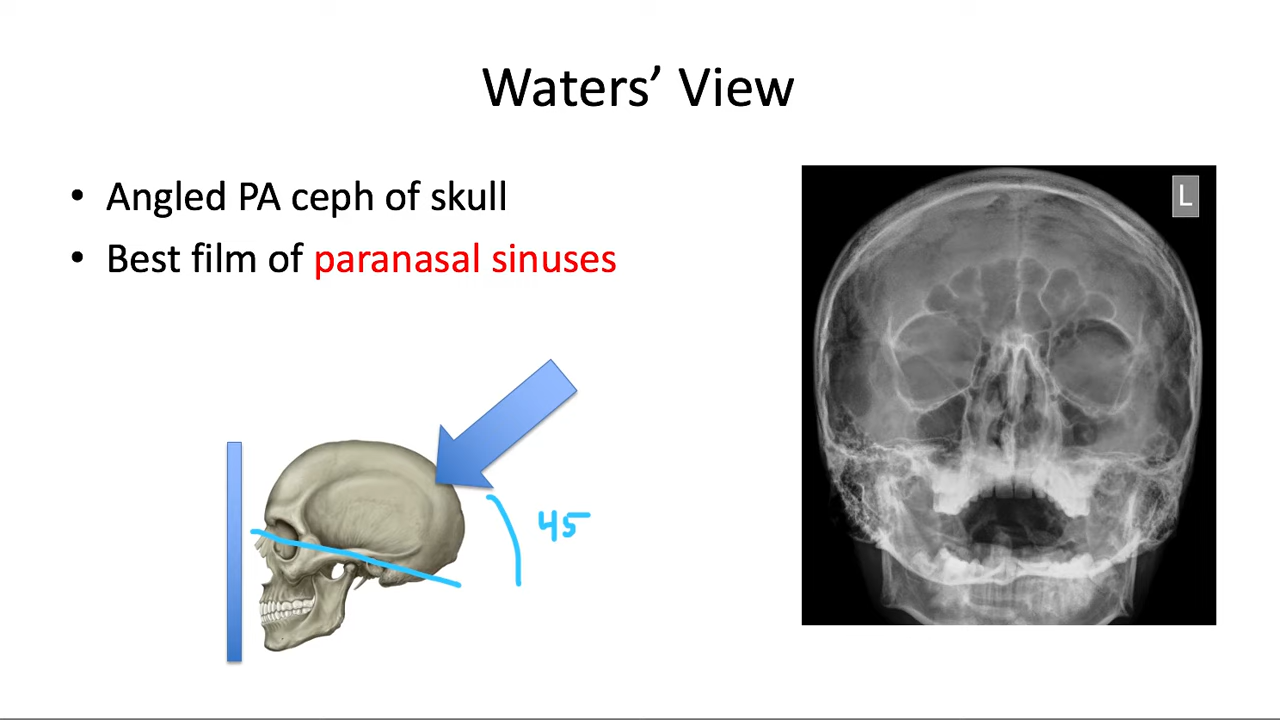 Waters’ View
• Angled PA ceph of skull
• Best film of paranasal sinuses
L
45